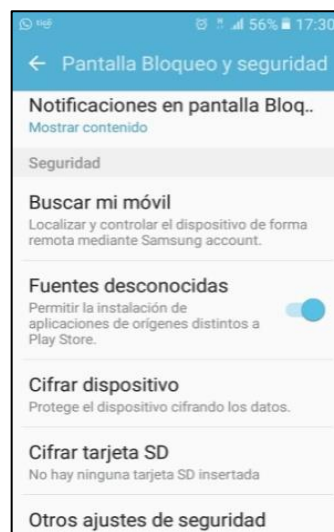 tigo 56% 17:30
Pantalla Bloqueo y seguridad
Notificaciones en pantalla Bloq..
Mostrar contenido
Seguridad
Buscar mi móvil
Localizar y controlar el dispositivo de forma
remota mediante Samsung account.
Fuentes desconocidas
Permitir la instalación de
aplicaciones de orígenes distintos a
Play Store.
Cifrar dispositivo
Protege el dispositivo cifrando los datos.
Cifrar tarjeta SD
No hay ninguna tarjeta SD insertada
Otros ajustes de seguridad